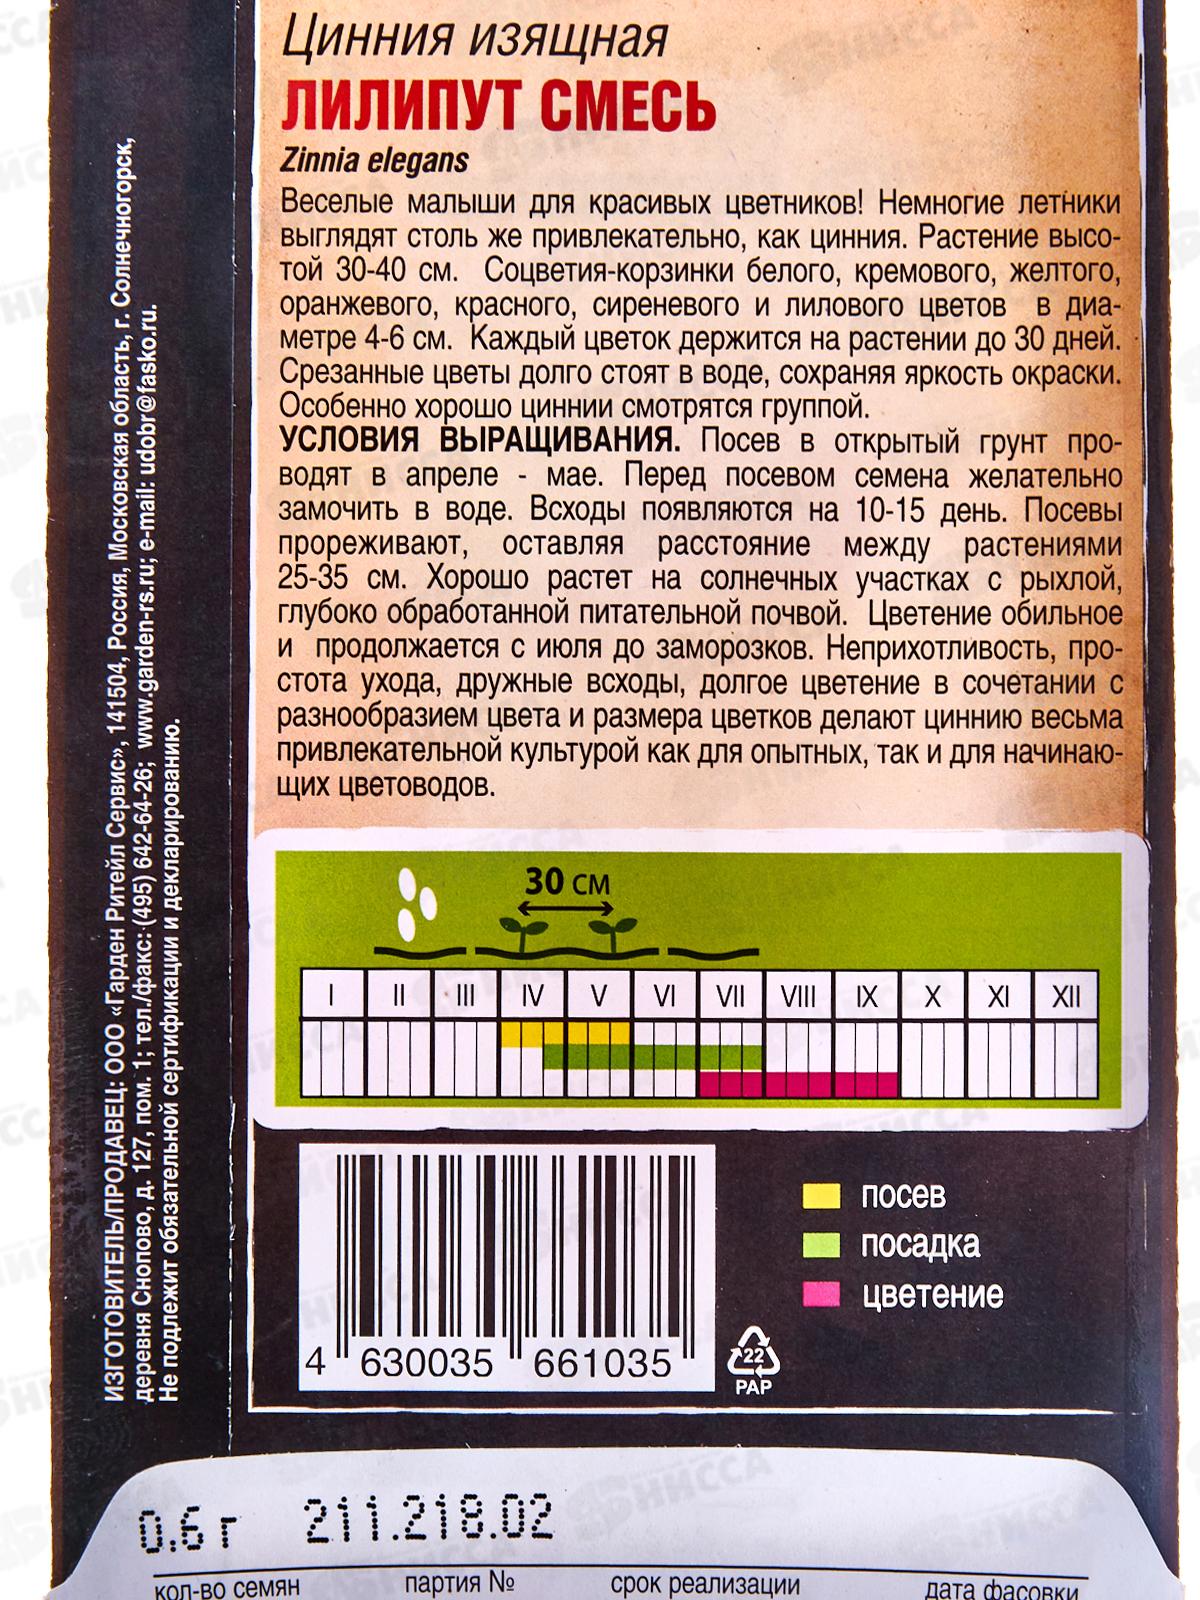 Цинния изящная
ЛИЛИПУТ СМЕСЬ
Zinnia elegans
Веселые малыши для красивых цветников! Немногие летники
выглядят столь же привлекательно, как цинния. Растение высо-
той 30-40 см. Соцветия-корзинки белого, кремового, желтого,
оранжевого, красного, сиреневого и лилового цветов в диа-
метре 4-6 см. Каждый цветок держится на растении до 30 дней.
Срезанные цветы долго стоят в воде, сохраняя яркость окраски.
Особенно хорошо циннии смотрятся группой.
УСЛОВИЯ ВЫРАЩИВАНИЯ. Посев в открытый грунт про-
водят в апреле - мае. Перед посевом семена желательно
замочить в воде. Всходы появляются на 10-15 день. Посевы
прореживают, оставляя расстояние между растениями
25-35 см. Хорошо растет на солнечных участках с рыхлой,
глубоко обработанной питательной почвой. Цветение обильное
и продолжается с июля до заморозков. Неприхотливость, про-
стота ухода, дружные всходы, долгое цветение в сочетании с
разнообразием цвета и размера цветков делают циннию весьма
привлекательной культурой как для опытных, так и для начинаю-
щих цветоводов.
30 СМ
I II III IV V VI VII VIII IX X XI XII
посев
посадка
цветение
4 630035 661035
22
PAP
ИЗГОТОВИТЕЛЬ/ПРОДАВЕЦ: ООО «Гарден Ритейл Сервис», 141504, Россия, Московская область, г. Солнечногорск,
деревня Снопово, д. 127, пом. 1; тел./факс: (495) 642-64-26; www.garden-rs.ru; e-mail: udobr@fasko.ru.
Не подлежит обязательной сертификации и декларированию.
0.6 г 211.218.02
кол-во семян партия № срок реализации дата фасовки
НИССА